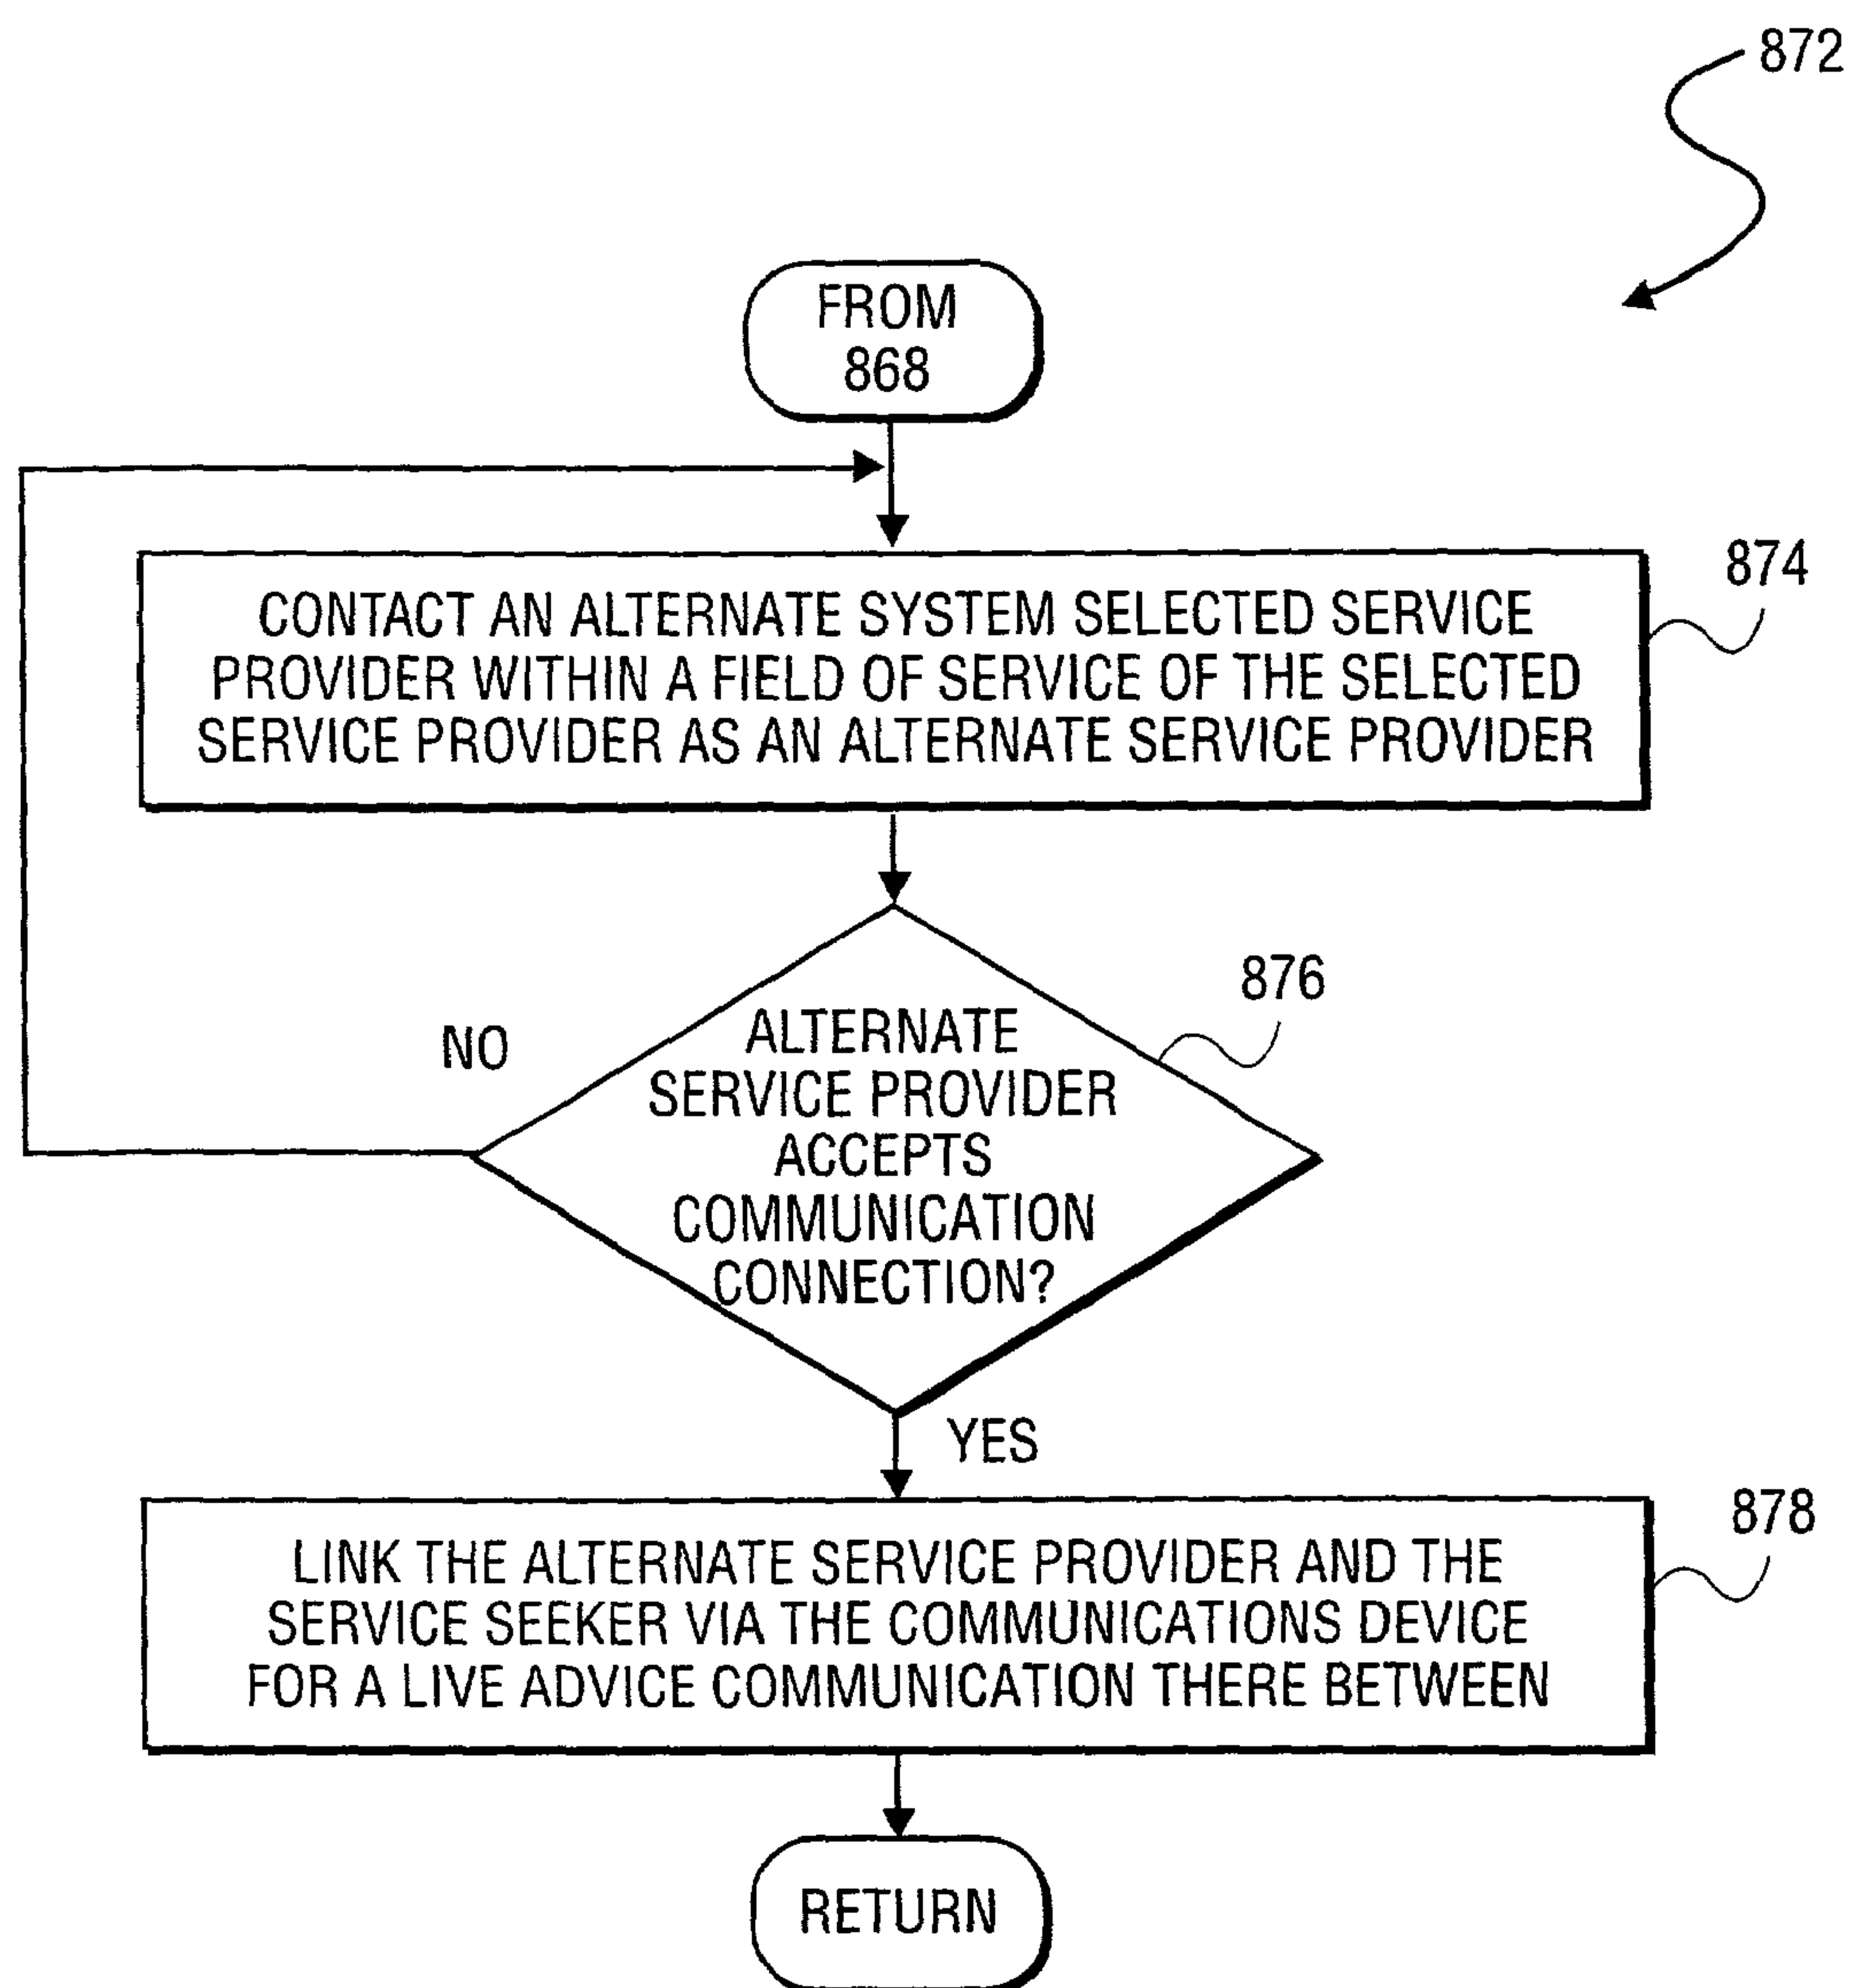 872
FROM
868
CONTACT AN ALTERNATE SYSTEM SELECTED SERVICE
PROVIDER WITHIN A FIELD OF SERVICE OF THE SELECTED
SERVICE PROVIDER AS AN ALTERNATE SERVICE PROVIDER
874
ALTERNATE
SERVICE PROVIDER
ACCEPTS
COMMUNICATION
CONNECTION?
876
NO
YES
LINK THE ALTERNATE SERVICE PROVIDER AND THE
SERVICE SEEKER VIA THE COMMUNICATIONS DEVICE
FOR A LIVE ADVICE COMMUNICATION THERE BETWEEN
878
RETURN